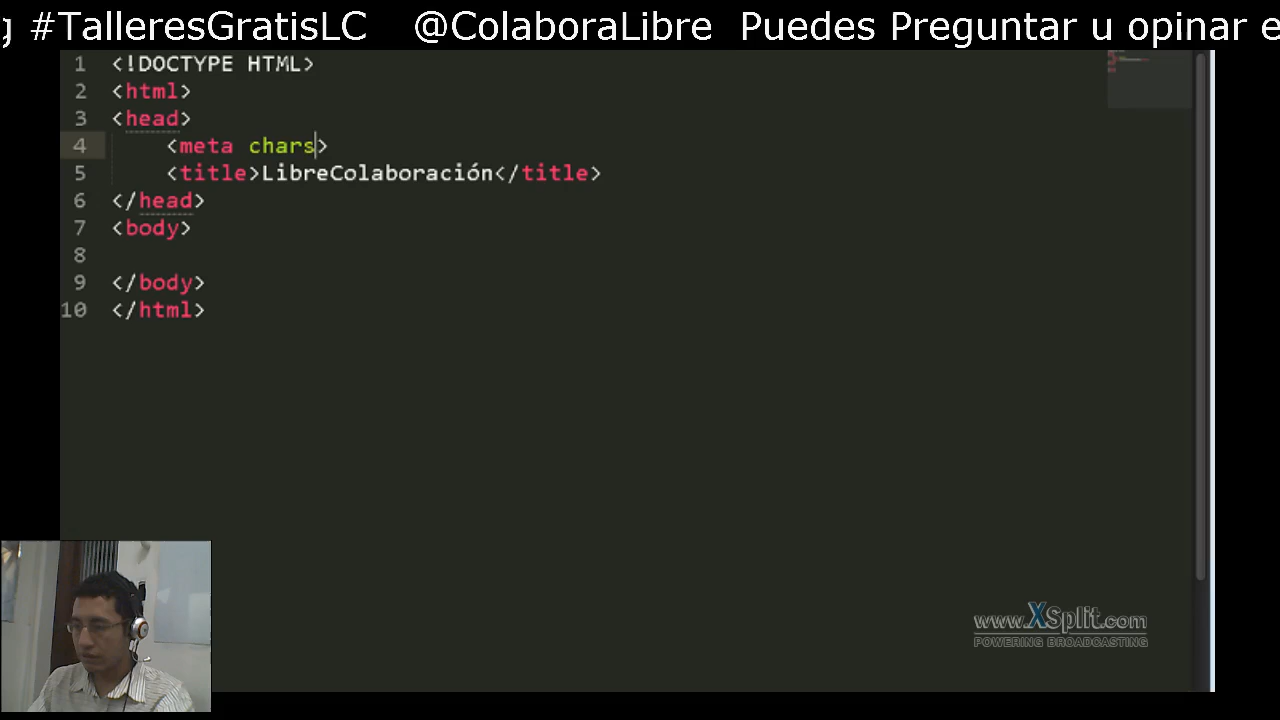 #TalleresGratisLC @ColaboraLibre Puedes Preguntar u opinar
1 <!DOCTYPE HTML>
2 <html>
3 <head>
4 <meta chars>
5 <title>LibreColaboración</title>
6 </head>
7 <body>
8
9 </body>
10 </html>
www.XSplit.com
POWERING BROADCASTING